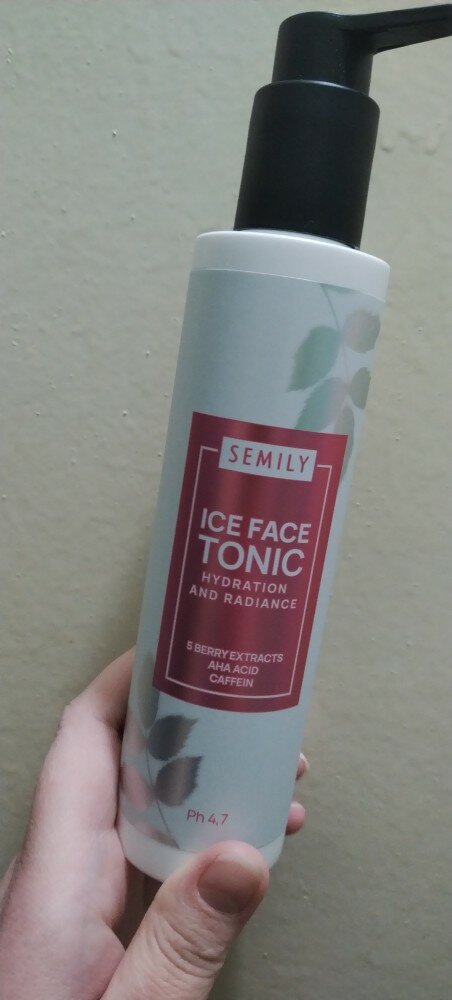 SEMILY
ICE FACE
TONIC
HYDRATION
AND RADIANCE
5 BERRY EXTRACTS
AHA ACID
CAFFEIN
Ph 4,7